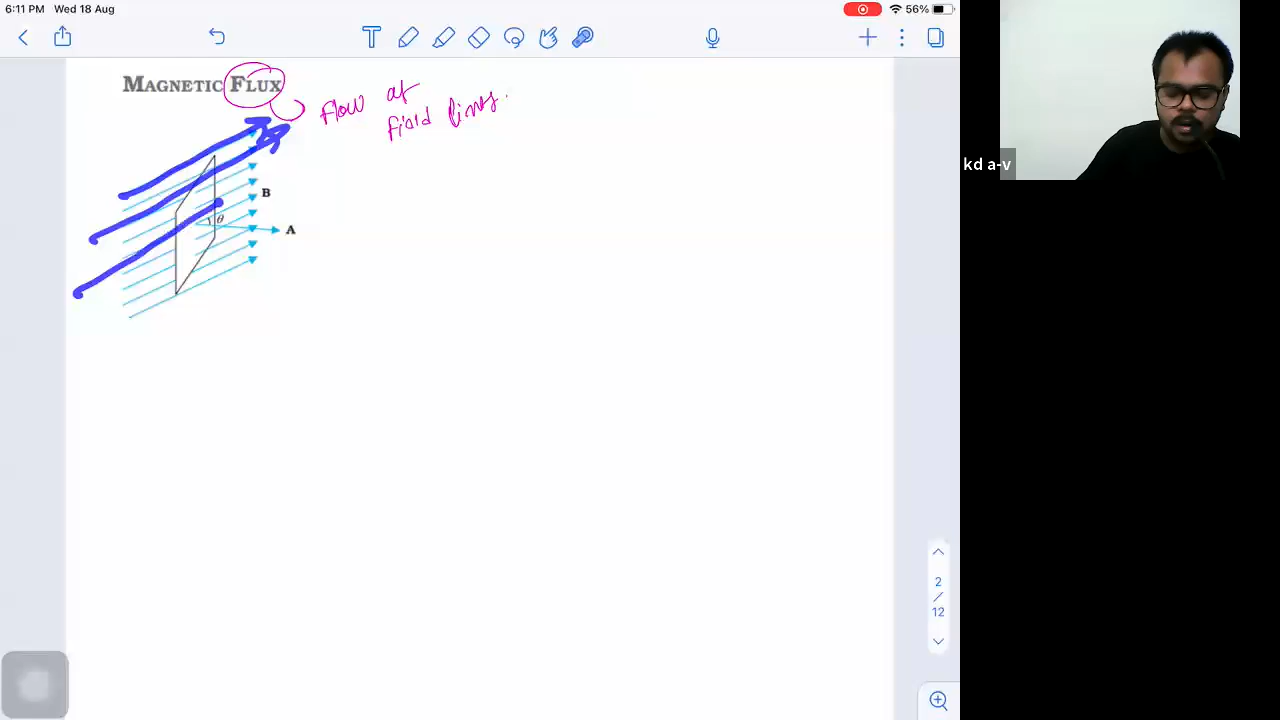 6:11 PM Wed 18 Aug
56%
MAGNETIC FLUX
flow of
field lines.
B
θ
A
kd a-v
2
/
12